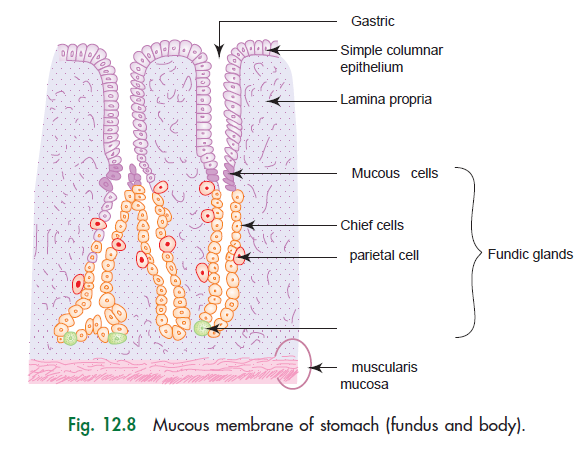 Gastric
Simple columnar
epithelium
Lamina propria
Mucous cells
Chief cells
parietal cell
Fundic glands
muscularis
mucosa
Fig. 12.8 Mucous membrane of stomach (fundus and body).